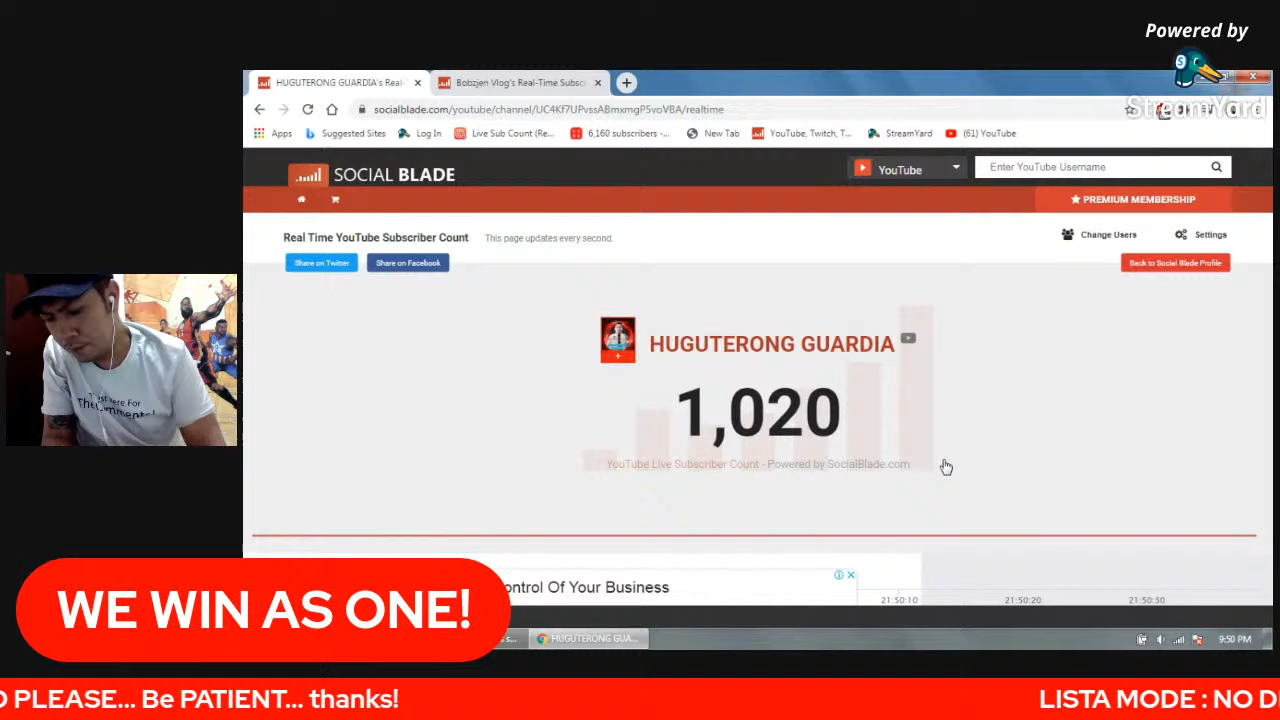 Powered by
StreamYard
HUGUTERONG GUARDIA's Real-
Bobzjen Vlog's Real-Time Subsc
socialblade.com/youtube/channel/UC4Kf7UPvssABmxmgP5voVBA/realtime
Apps Suggested Sites Log In Live Sub Count (Re... 6,160 subscribers -... New Tab YouTube, Twitch, T... StreamYard (61) YouTube
SOCIAL BLADE
YouTube
Enter YouTube Username
PREMIUM MEMBERSHIP
Real Time YouTube Subscriber Count This page updates every second.
Change Users Settings
Share on Twitter Share on Facebook
Back to Social Blade Profile
HUGUTERONG GUARDIA
1,020
YouTube Live Subscriber Count - Powered by SocialBlade.com
ontrol Of Your Business
21:50:10 21:50:20 21:50:30
WE WIN AS ONE!
HUGUTERONG GUA...
9:50 PM
PLEASE... Be PATIENT... thanks!
LISTA MODE : NO D